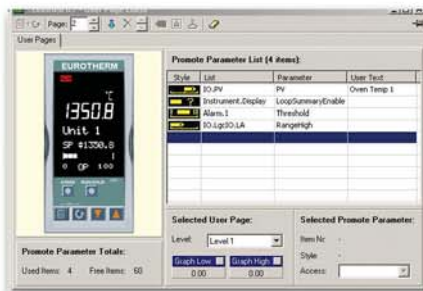 Page: 2
User Pages
EUROTHERM
°C
1350.8
Unit 1
SP #1350.8
0 OP 100
Promote Parameter List (4 items):
Style List Parameter User Text
IO.PV PV Oven Temp 1
Instrument.Display LoopSummaryEnable
Alarm.1 Threshold
IO.LgcIO.LA RangeHigh
Promote Parameter Totals:
Used Items: 4 Free Items: 60
Selected User Page:
Level: Level 1
Graph Low Graph High
0.00 0.00
Selected Promote Parameter:
Item Nr: -
Style: -
Access: